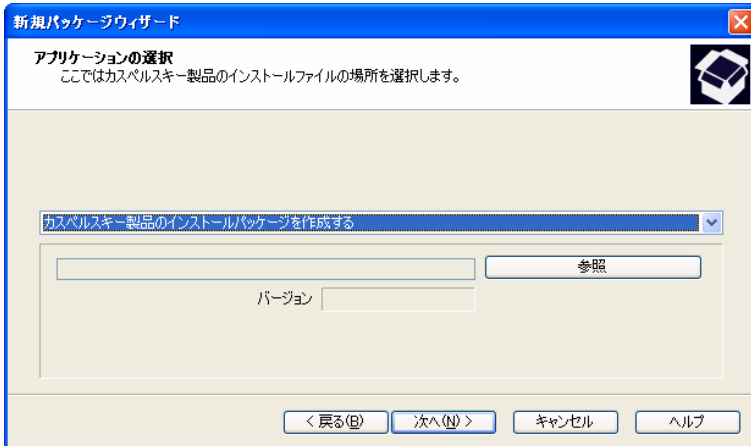 新規パッケージウィザード
アプリケーションの選択
ここではカスペルスキー製品のインストールファイルの場所を選択します。
カスペルスキー製品のインストールパッケージを作成する
参照
バージョン
< 戻る(B)
次へ(N) >
キャンセル
ヘルプ